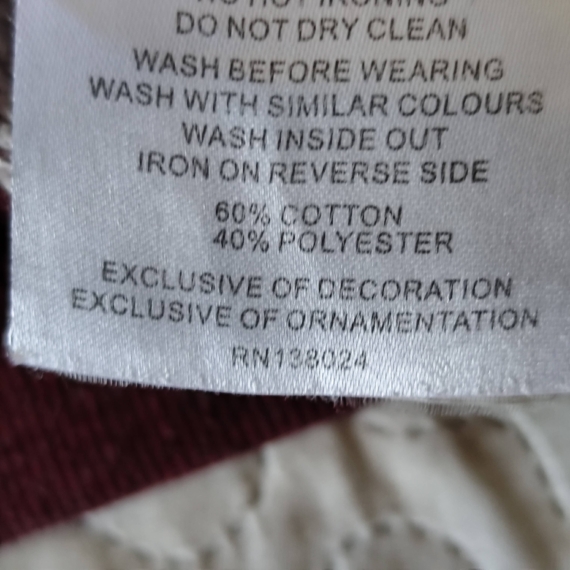 DO NOT DRY CLEAN
WASH BEFORE WEARING
WASH WITH SIMILAR COLOURS
WASH INSIDE OUT
IRON ON REVERSE SIDE
60% COTTON
40% POLYESTER
EXCLUSIVE OF DECORATION
EXCLUSIVE OF ORNAMENTATION
RN138024